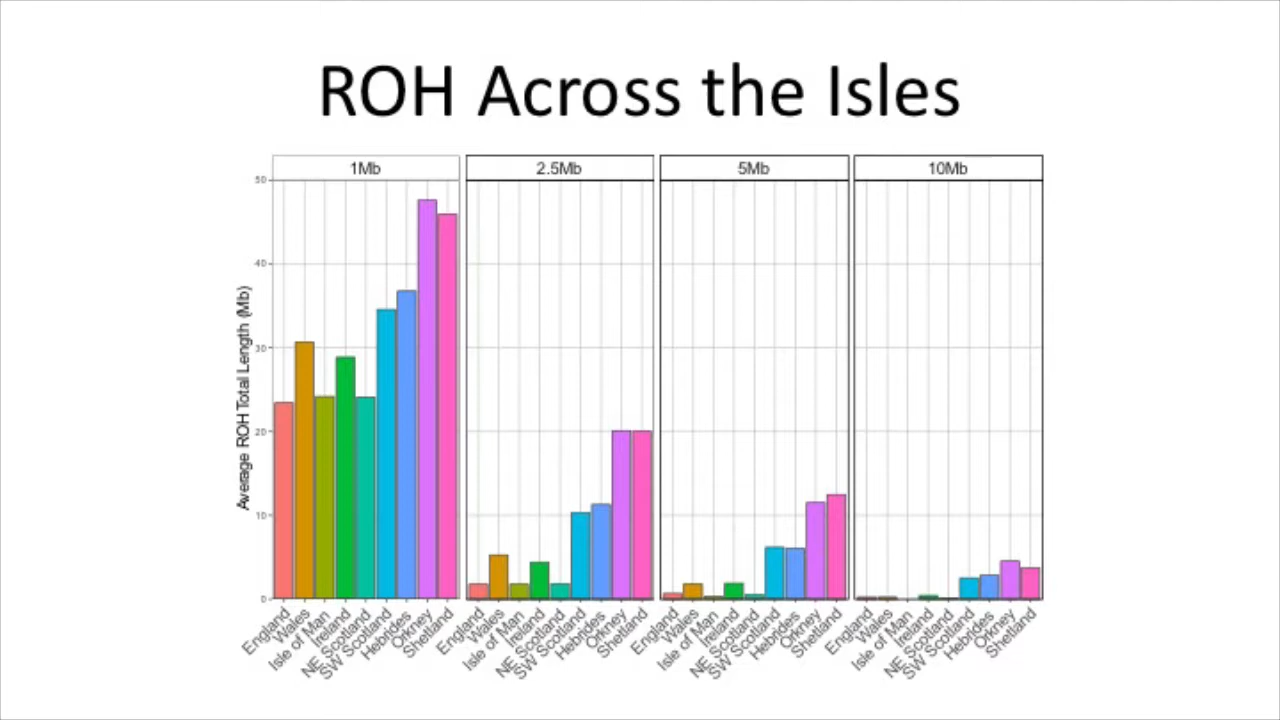 ROH Across the Isles
1Mb 2.5Mb 5Mb 10Mb
Average ROH Total Length (Mb)
50
40
30
20
10
0
England Wales Isle of Man Ireland NE Scotland SW Scotland Hebrides Orkney Shetland
England Wales Isle of Man Ireland NE Scotland SW Scotland Hebrides Orkney Shetland
England Wales Isle of Man Ireland NE Scotland SW Scotland Hebrides Orkney Shetland
England Wales Isle of Man Ireland NE Scotland SW Scotland Hebrides Orkney Shetland